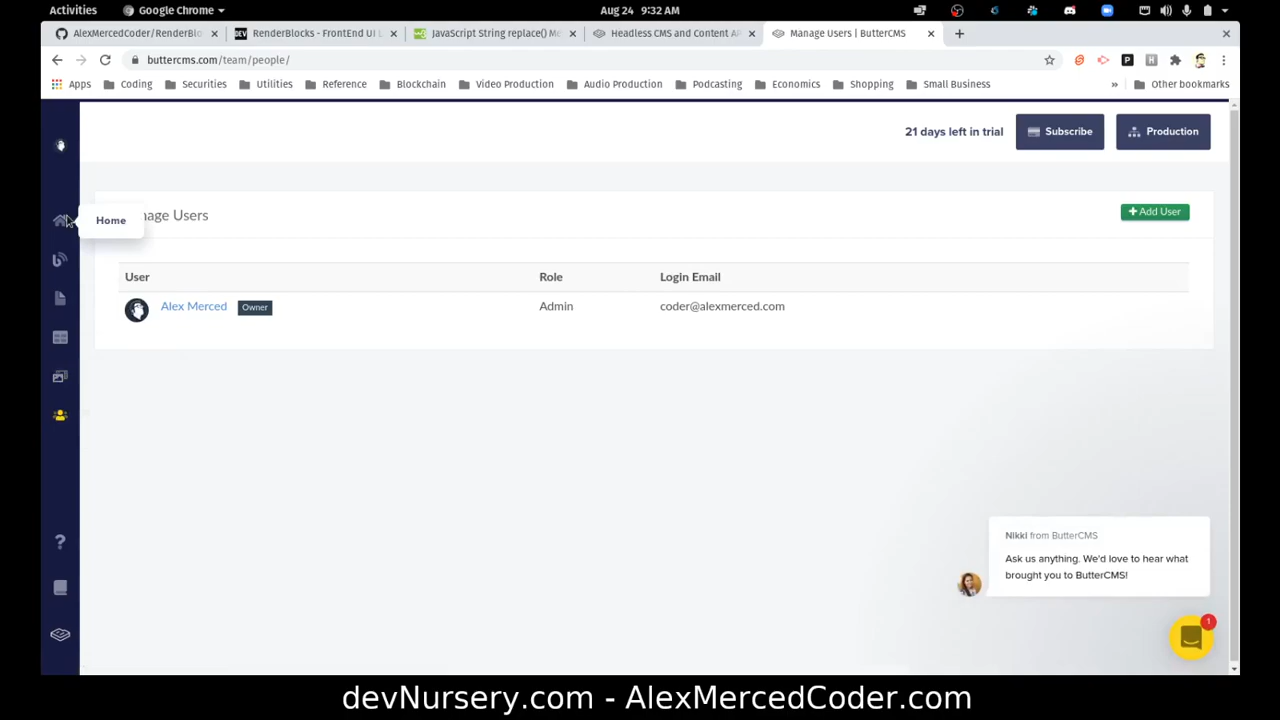 Activities
Google Chrome
Aug 24 9:32 AM
AlexMercedCoder/RenderBlo
RenderBlocks - FrontEnd UI L
JavaScript String replace() Me
Headless CMS and Content AP
Manage Users | ButterCMS
buttercms.com/team/people/
Apps
Coding
Securities
Utilities
Reference
Blockchain
Video Production
Audio Production
Podcasting
Economics
Shopping
Small Business
»
Other bookmarks
21 days left in trial
Subscribe
Production
Home
nage Users
+ Add User
User
Role
Login Email
Alex Merced
Owner
Admin
coder@alexmerced.com
Nikki from ButterCMS
Ask us anything. We'd love to hear what
brought you to ButterCMS!
1
devNursery.com - AlexMercedCoder.com